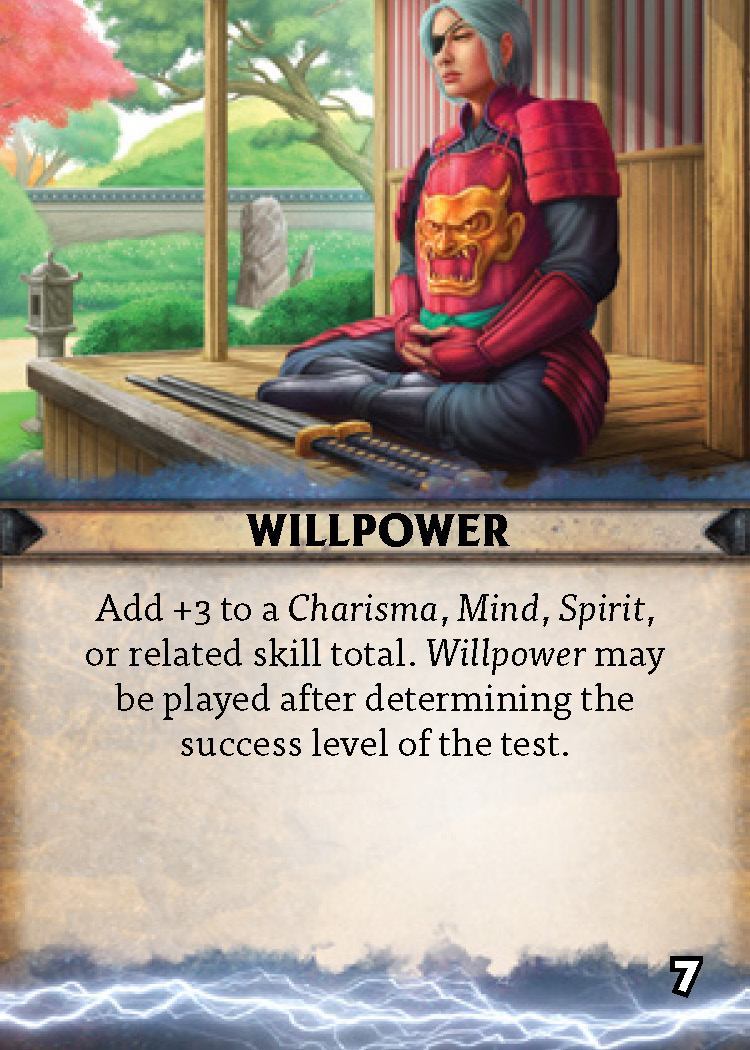 WILLPOWER
Add +3 to a Charisma, Mind, Spirit,
or related skill total. Willpower may
be played after determining the
success level of the test.
7